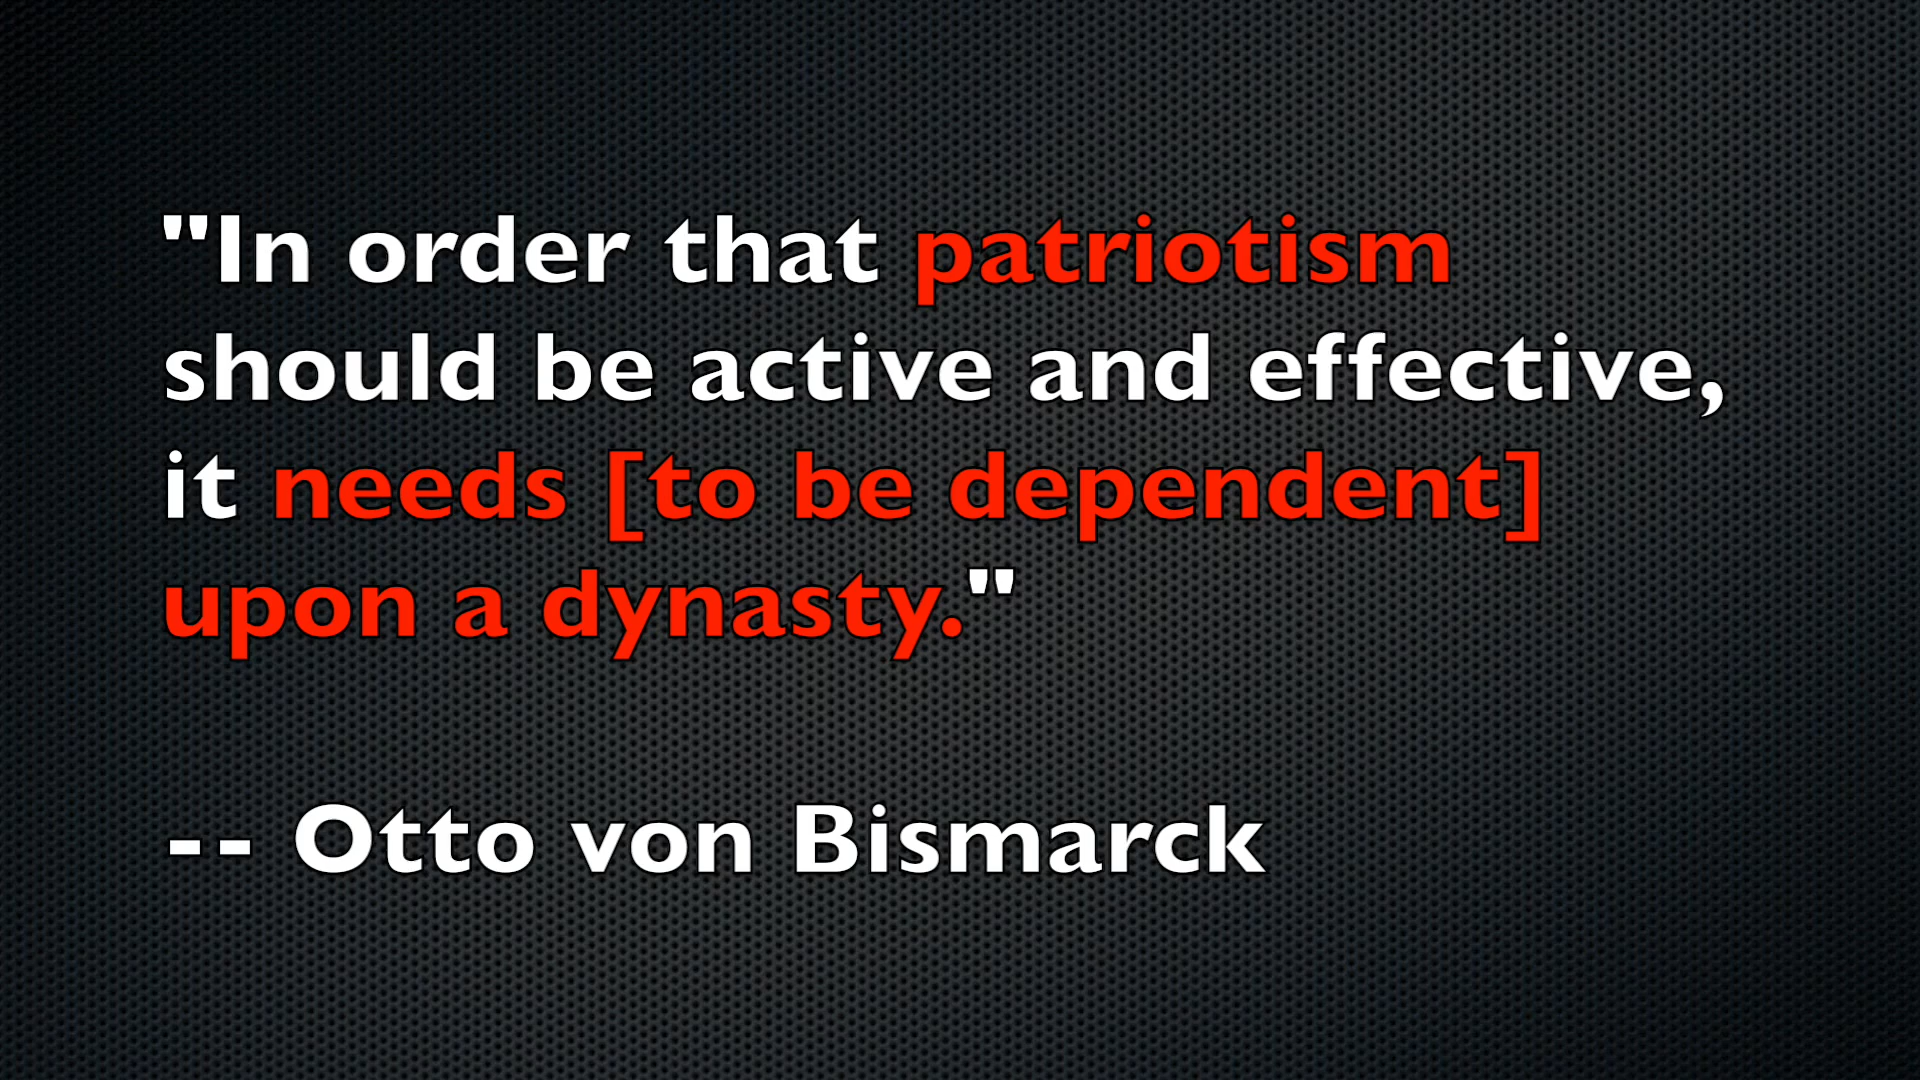 "In order that patriotism
should be active and effective,
it needs [to be dependent]
upon a dynasty."
-- Otto von Bismarck